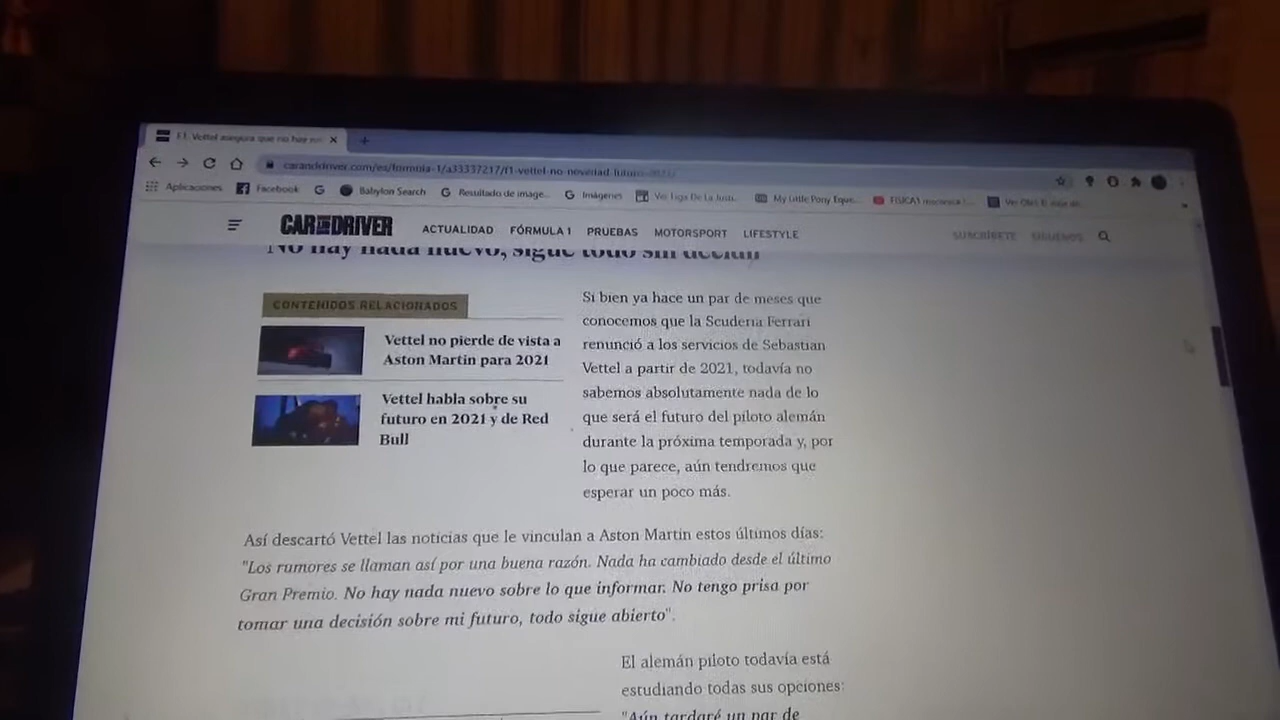 F1: Vettel asegura que no hay
caranddriver.com/es/formula-1/a33337217/f1-vettel-no-novedad-futuro-2021/
Aplicaciones Facebook Babylon Search Resultado de image... Imágenes Ver Liga De La Justi... My Little Pony Eque...
CAR AND DRIVER ACTUALIDAD FÓRMULA 1 PRUEBAS MOTORSPORT LIFESTYLE SUSCRÍBETE SÍGUENOS
"No hay nada nuevo, sigue todo sin decidir"
CONTENIDOS RELACIONADOS
Vettel no pierde de vista a
Aston Martin para 2021
Vettel habla sobre su
futuro en 2021 y de Red
Bull
Si bien ya hace un par de meses que
conocemos que la Scuderia Ferrari
renunció a los servicios de Sebastian
Vettel a partir de 2021, todavía no
sabemos absolutamente nada de lo
que será el futuro del piloto alemán
durante la próxima temporada y, por
lo que parece, aún tendremos que
esperar un poco más.
Así descartó Vettel las noticias que le vinculan a Aston Martin estos últimos días:
"Los rumores se llaman así por una buena razón. Nada ha cambiado desde el último
Gran Premio. No hay nada nuevo sobre lo que informar. No tengo prisa por
tomar una decisión sobre mi futuro, todo sigue abierto".
El alemán piloto todavía está
estudiando todas sus opciones:
"Aún tardaré un par de